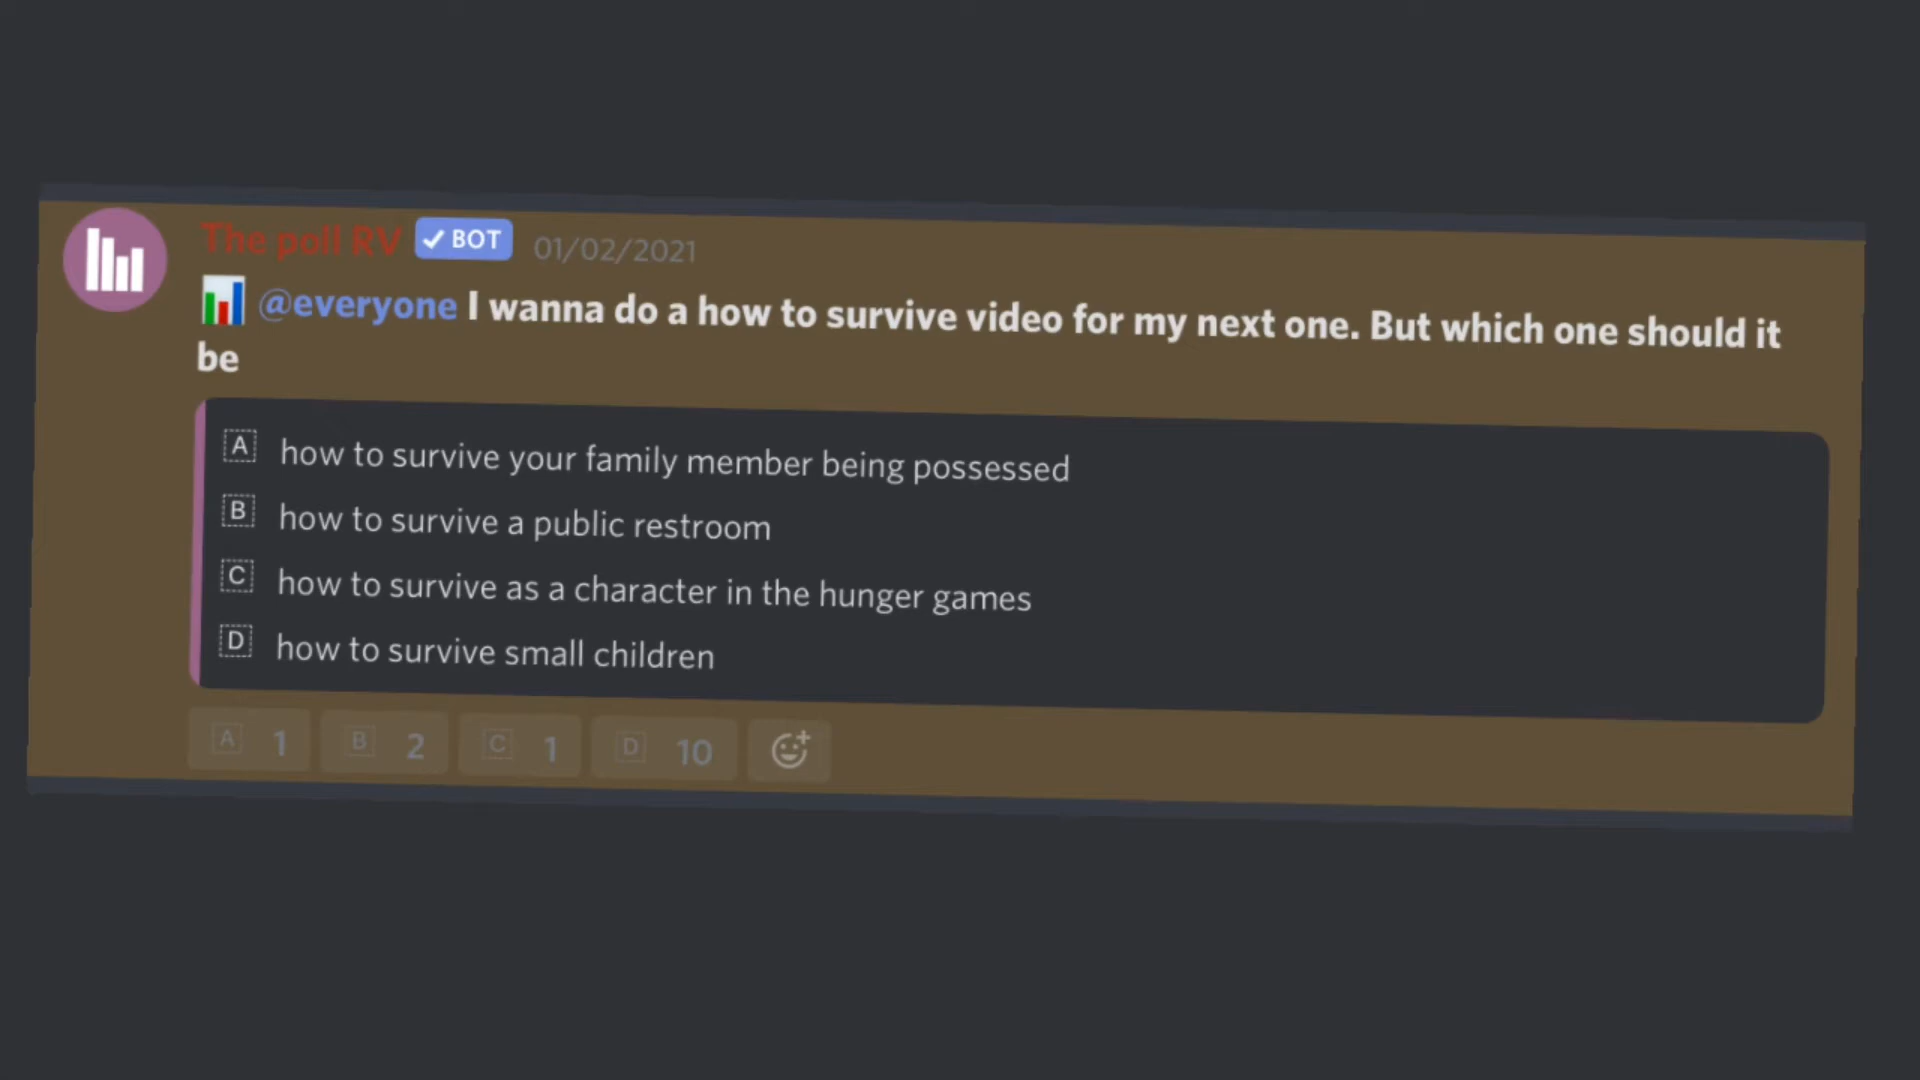 The poll RV ✓ BOT 01/02/2021
📊 @everyone I wanna do a how to survive video for my next one. But which one should it
be
A how to survive your family member being possessed
B how to survive a public restroom
C how to survive as a character in the hunger games
D how to survive small children
A 1 B 2 C 1 D 10